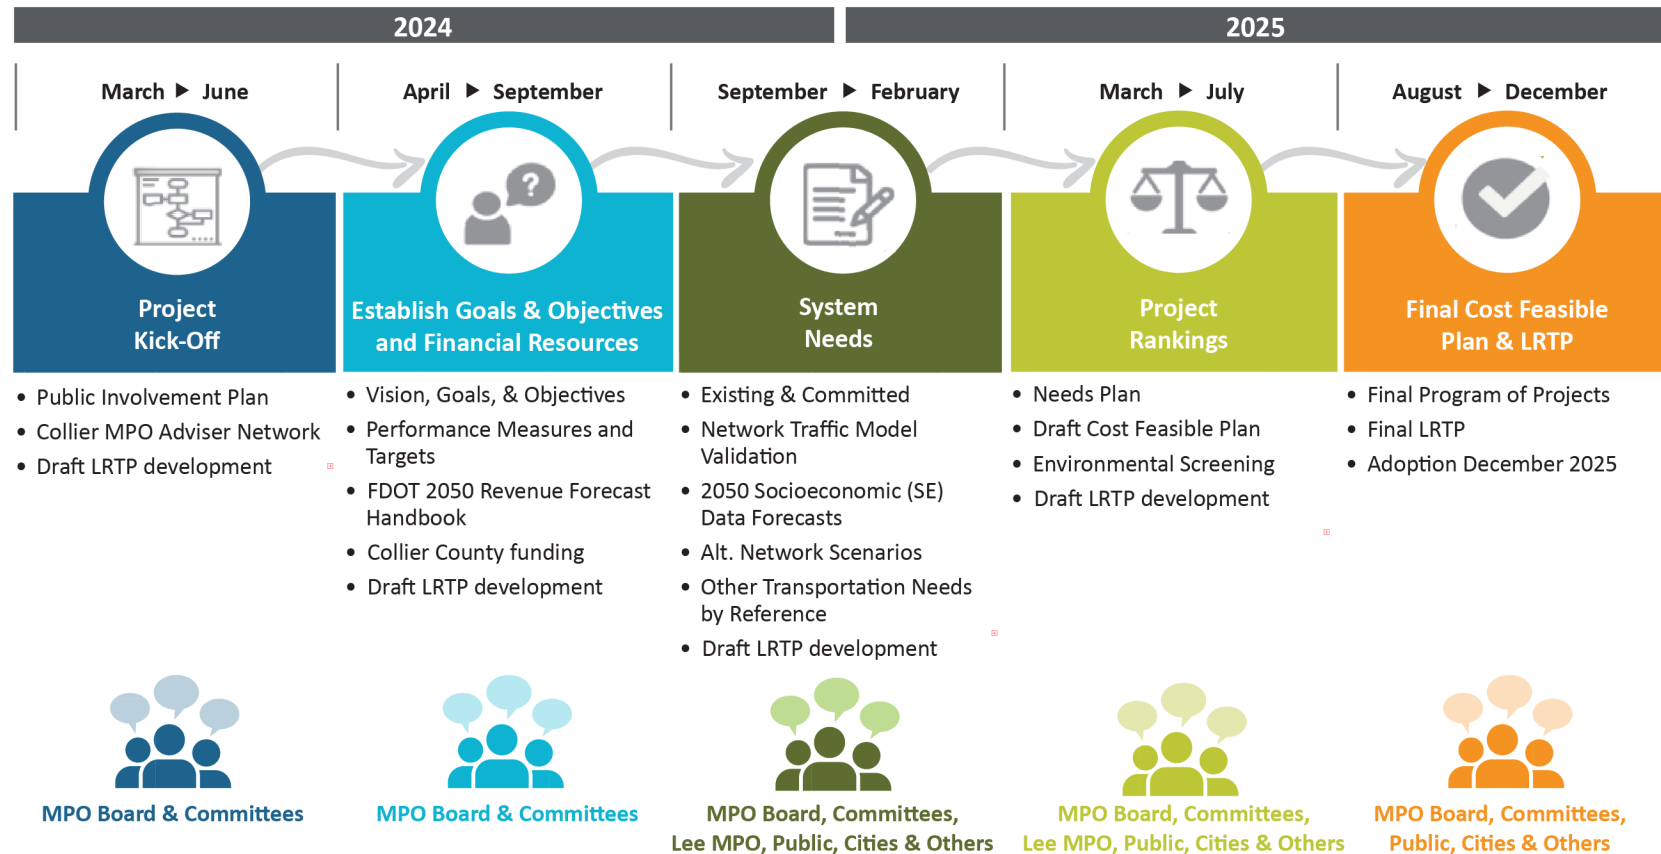 2024
2025
March ▶ June
April ▶ September
September ▶ February
March ▶ July
August ▶ December
?
Project
Kick-Off
Establish Goals & Objectives
and Financial Resources
System
Needs
Project
Rankings
Final Cost Feasible
Plan & LRTP
• Public Involvement Plan
• Collier MPO Adviser Network
• Draft LRTP development
• Vision, Goals, & Objectives
• Performance Measures and
Targets
• FDOT 2050 Revenue Forecast
Handbook
• Collier County funding
• Draft LRTP development
• Existing & Committed
• Network Traffic Model
Validation
• 2050 Socioeconomic (SE)
Data Forecasts
• Alt. Network Scenarios
• Other Transportation Needs
by Reference
• Draft LRTP development
• Needs Plan
• Draft Cost Feasible Plan
• Environmental Screening
• Draft LRTP development
• Final Program of Projects
• Final LRTP
• Adoption December 2025
MPO Board & Committees
MPO Board & Committees
MPO Board, Committees,
Lee MPO, Public, Cities & Others
MPO Board, Committees,
Lee MPO, Public, Cities & Others
MPO Board, Committees,
Public, Cities & Others